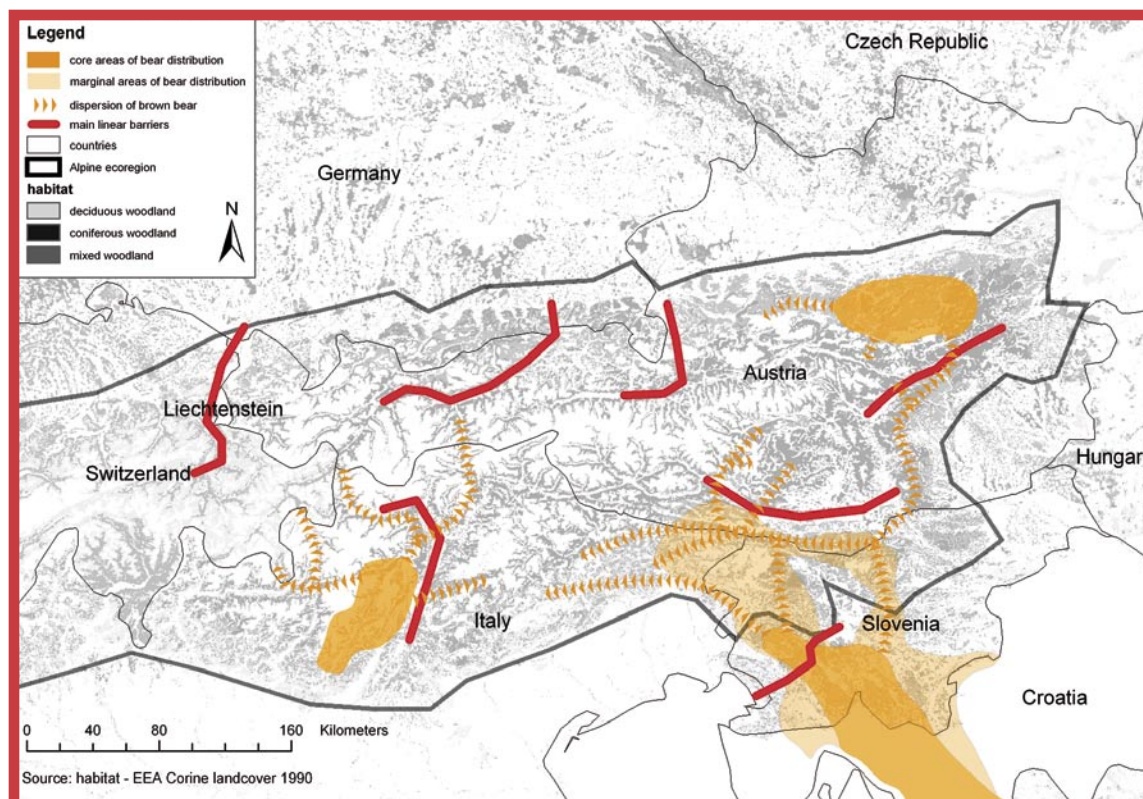 Legend
core areas of bear distribution
marginal areas of bear distribution
dispersion of brown bear
main linear barriers
countries
Alpine ecoregion
habitat
deciduous woodland
coniferous woodland
mixed woodland
N
Czech Republic
Germany
Austria
Liechtenstein
Switzerland
Hungar
Italy
Slovenia
Croatia
0 40 80 160 Kilometers
Source: habitat - EEA Corine landcover 1990